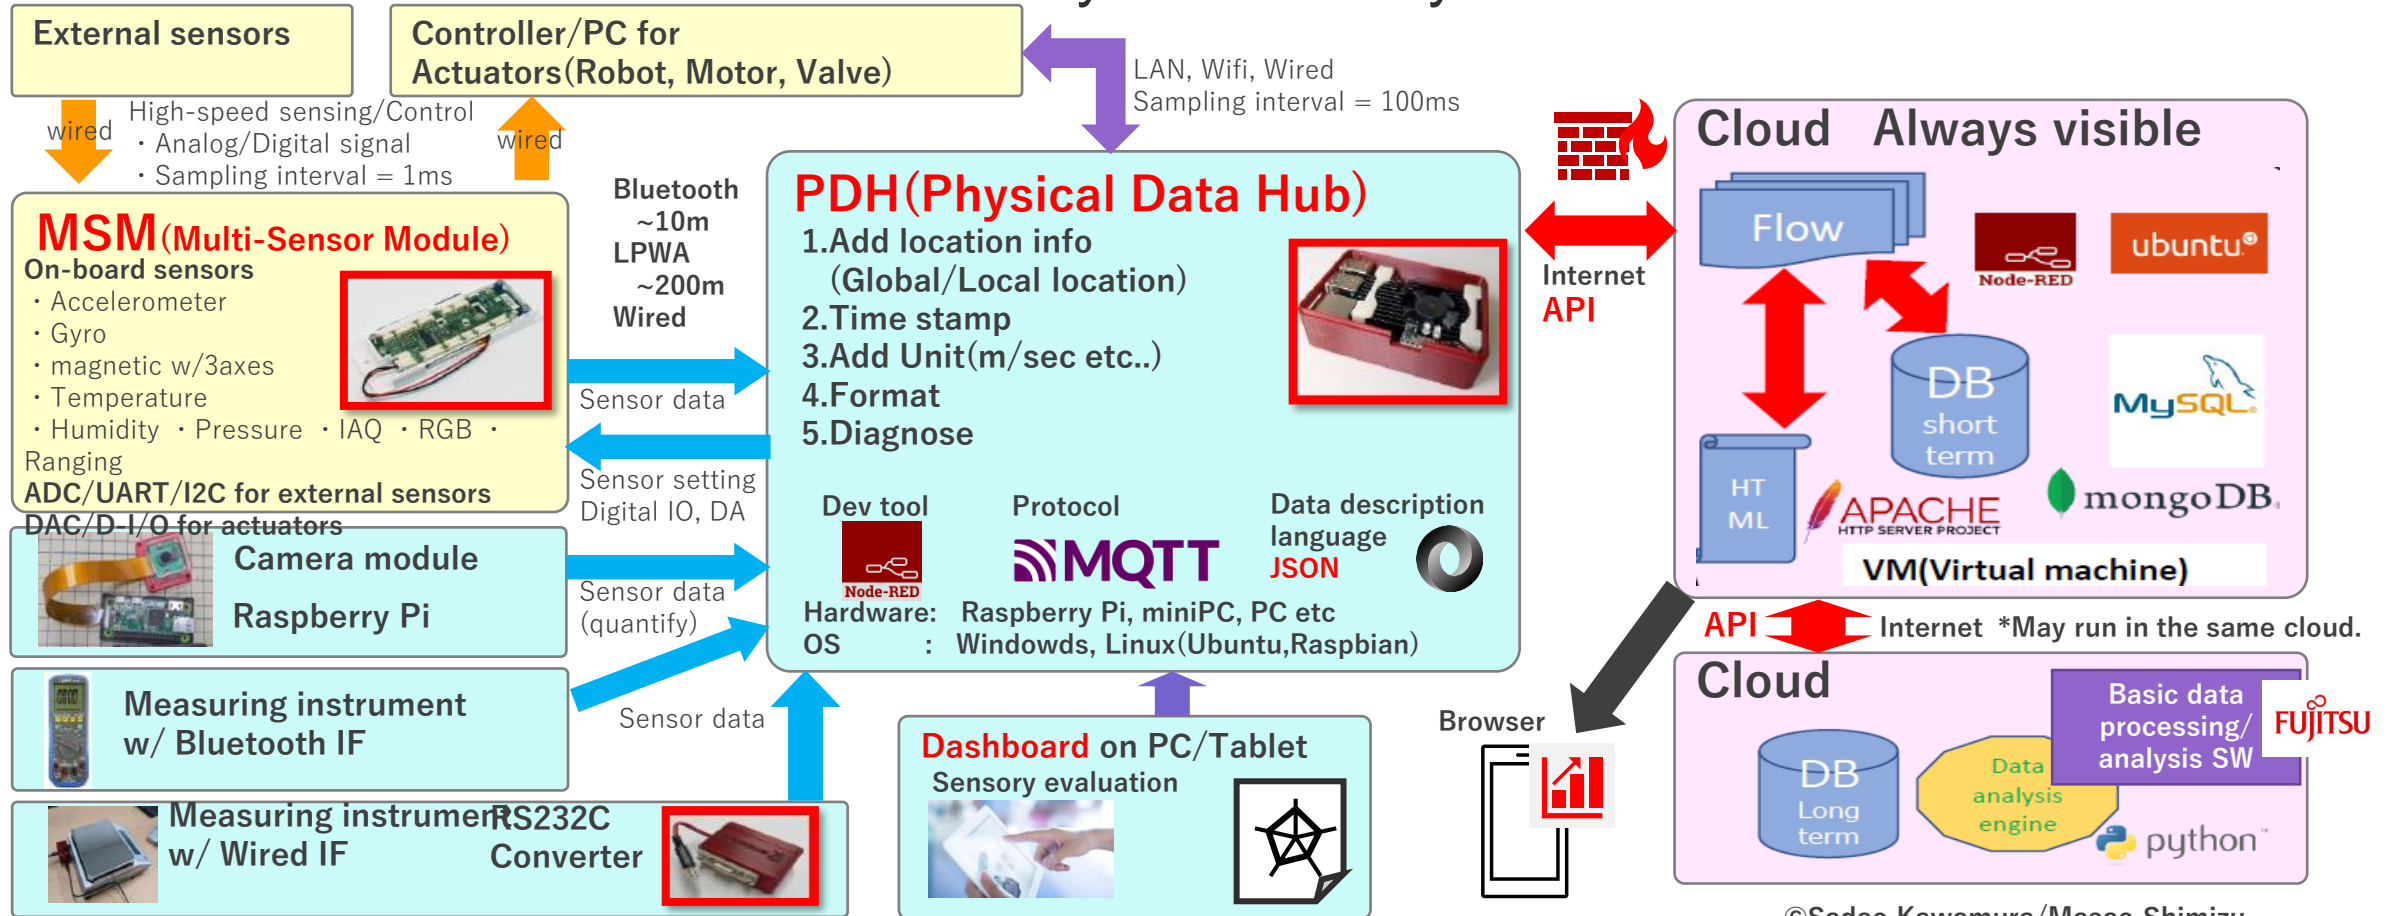 External sensors
Controller/PC for
Actuators(Robot, Motor, Valve)
LAN, Wifi, Wired
Sampling interval = 100ms
wired
High-speed sensing/Control
・Analog/Digital signal
・Sampling interval = 1ms
wired
MSM(Multi-Sensor Module)
On-board sensors
・Accelerometer
・Gyro
・magnetic w/3axes
・Temperature
・Humidity ・Pressure ・IAQ ・RGB ・
Ranging
ADC/UART/I2C for external sensors
DAC/D-I/O for actuators
Bluetooth
~10m
LPWA
~200m
Wired
Sensor data
Sensor setting
Digital IO, DA
Sensor data
(quantify)
Sensor data
Camera module
Raspberry Pi
Measuring instrument
w/ Bluetooth IF
Measuring instrument
w/ Wired IF
RS232C
Converter
PDH(Physical Data Hub)
1.Add location info
(Global/Local location)
2.Time stamp
3.Add Unit(m/sec etc..)
4.Format
5.Diagnose
Dev tool
Node-RED
Protocol
MQTT
Data description
language
JSON
Hardware: Raspberry Pi, miniPC, PC etc
OS : Windowds, Linux(Ubuntu,Raspbian)
Dashboard on PC/Tablet
Sensory evaluation
Internet
API
Cloud Always visible
Flow
Node-RED
ubuntu
DB
short
term
MySQL
HT
ML
APACHE
HTTP SERVER PROJECT
mongoDB
VM(Virtual machine)
API
Internet *May run in the same cloud.
Browser
Cloud
DB
Long
term
Data
analysis
engine
Basic data
processing/
analysis SW
FUJITSU
python™
©Sadao Kawamura/Masao Shimizu